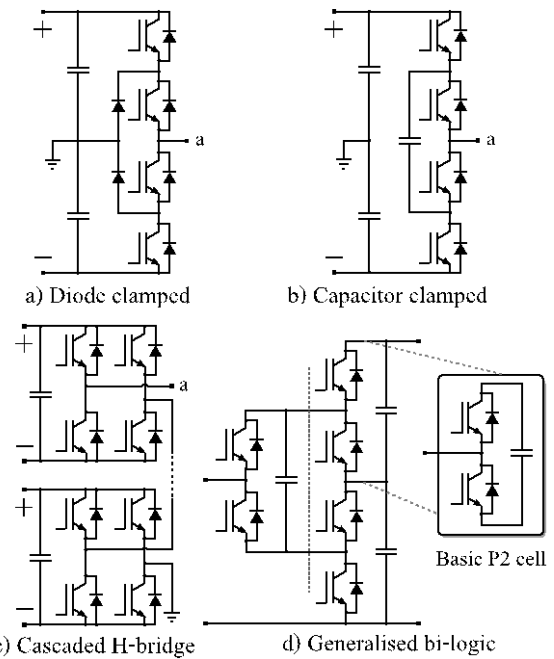 +
+
a
a
−
−
a) Diode clamped
b) Capacitor clamped
+
a
−
+
−
Basic P2 cell
c) Cascaded H-bridge
d) Generalised bi-logic